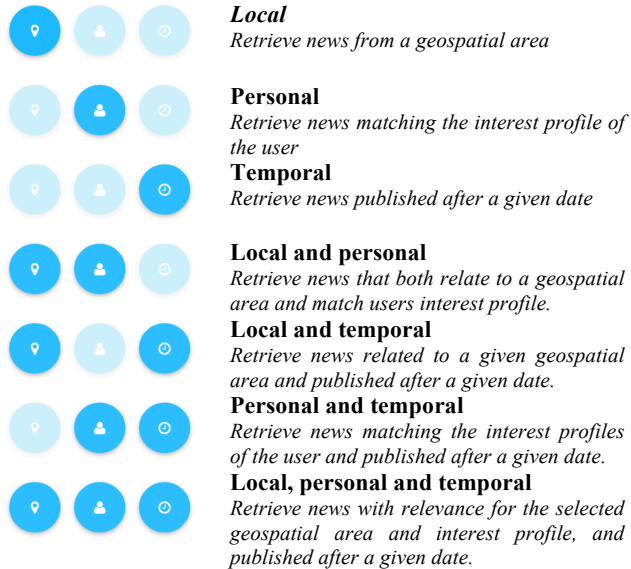 Local
Retrieve news from a geospatial area
Personal
Retrieve news matching the interest profile of
the user
Temporal
Retrieve news published after a given date
Local and personal
Retrieve news that both relate to a geospatial
area and match users interest profile.
Local and temporal
Retrieve news related to a given geospatial
area and published after a given date.
Personal and temporal
Retrieve news matching the interest profiles
of the user and published after a given date.
Local, personal and temporal
Retrieve news with relevance for the selected
geospatial area and interest profile, and
published after a given date.